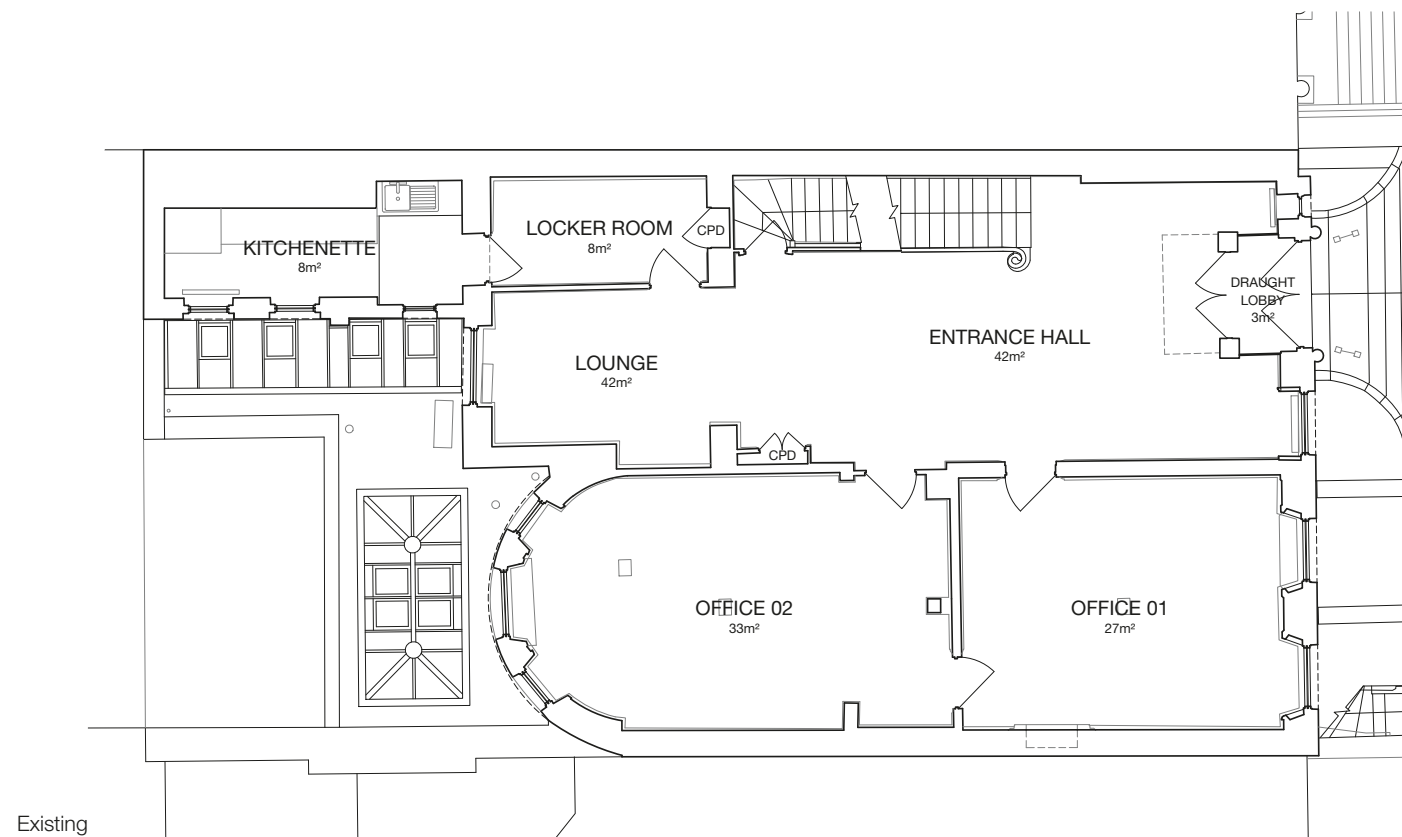 LOCKER ROOM
8m²
CPD
KITCHENETTE
8m²
DRAUGHT
LOBBY
3m²
ENTRANCE HALL
42m²
LOUNGE
42m²
CPD
OFFICE 02
33m²
OFFICE 01
27m²
Existing